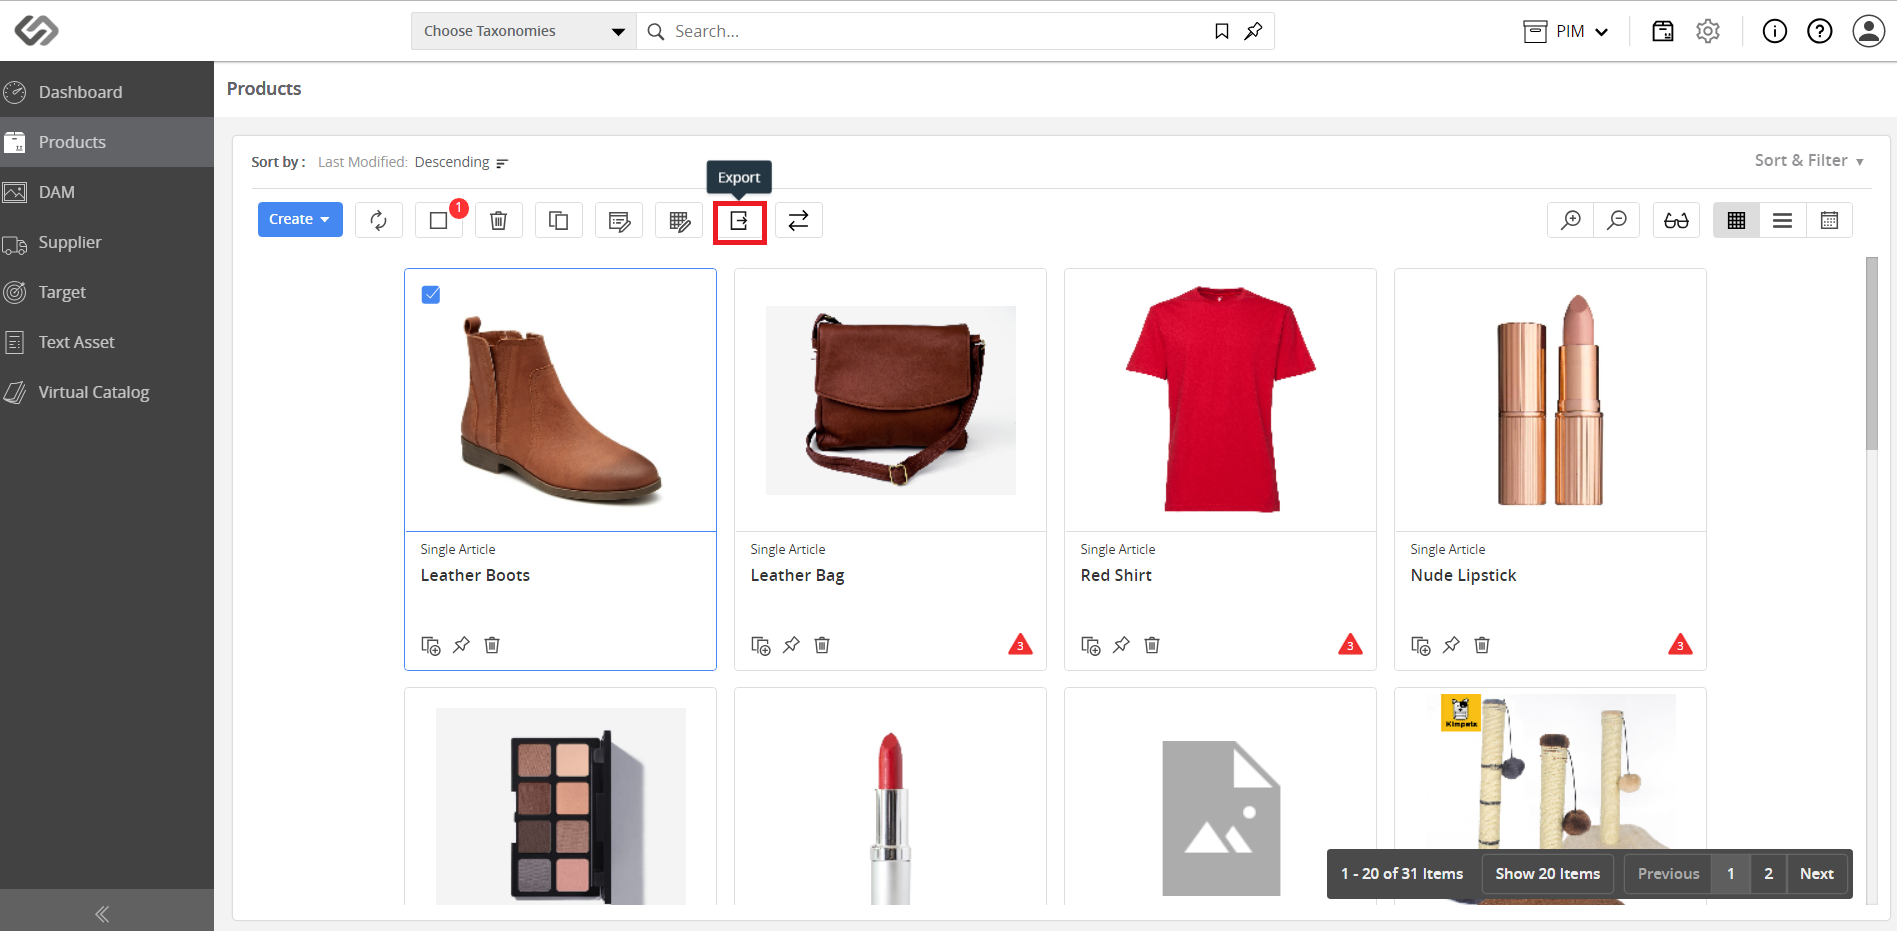 Choose Taxonomies
Search...
PIM
Dashboard
Products
DAM
Supplier
Target
Text Asset
Virtual Catalog
Products
Sort by : Last Modified: Descending
Sort & Filter
Export
Create
1
Single Article
Leather Boots
Single Article
Leather Bag
3
Single Article
Red Shirt
3
Single Article
Nude Lipstick
3
Kimpets
1 - 20 of 31 Items
Show 20 Items
Previous 1 2 Next